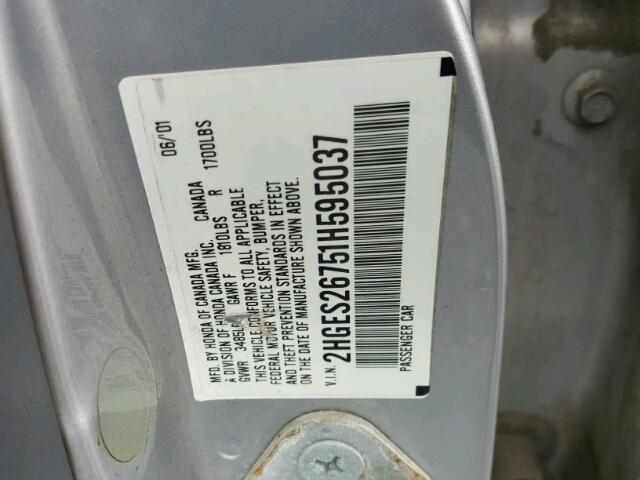 MFD. BY HONDA OF CANADA MFG. 06/'01
A DIVISION OF HONDA CANADA INC. CANADA
GVWR 3485LBS GAWR F 1810LBS R 1700LBS
THIS VEHICLE CONFORMS TO ALL APPLICABLE
FEDERAL MOTOR VEHICLE SAFETY, BUMPER,
AND THEFT PREVENTION STANDARDS IN EFFECT
ON THE DATE OF MANUFACTURE SHOWN ABOVE.
V.I.N. 2HGES26751H595037
PASSENGER CAR